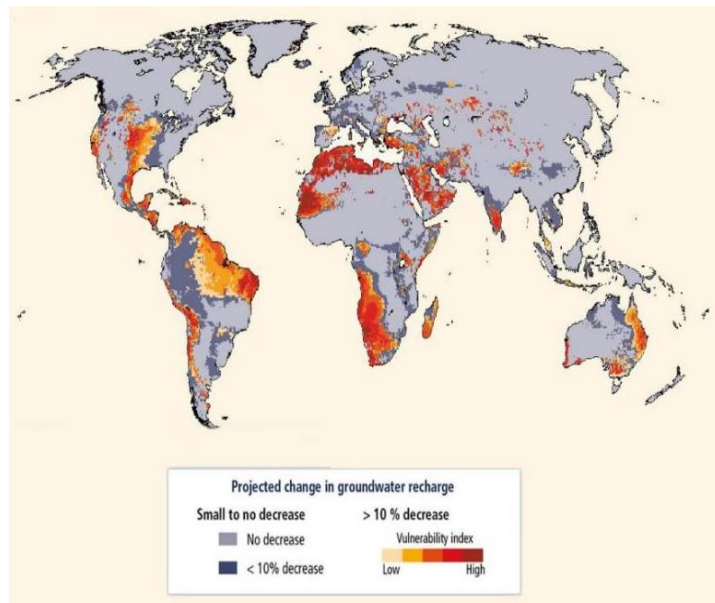 Projected change in groundwater recharge
Small to no decrease > 10 % decrease
No decrease Vulnerability index
< 10% decrease Low High